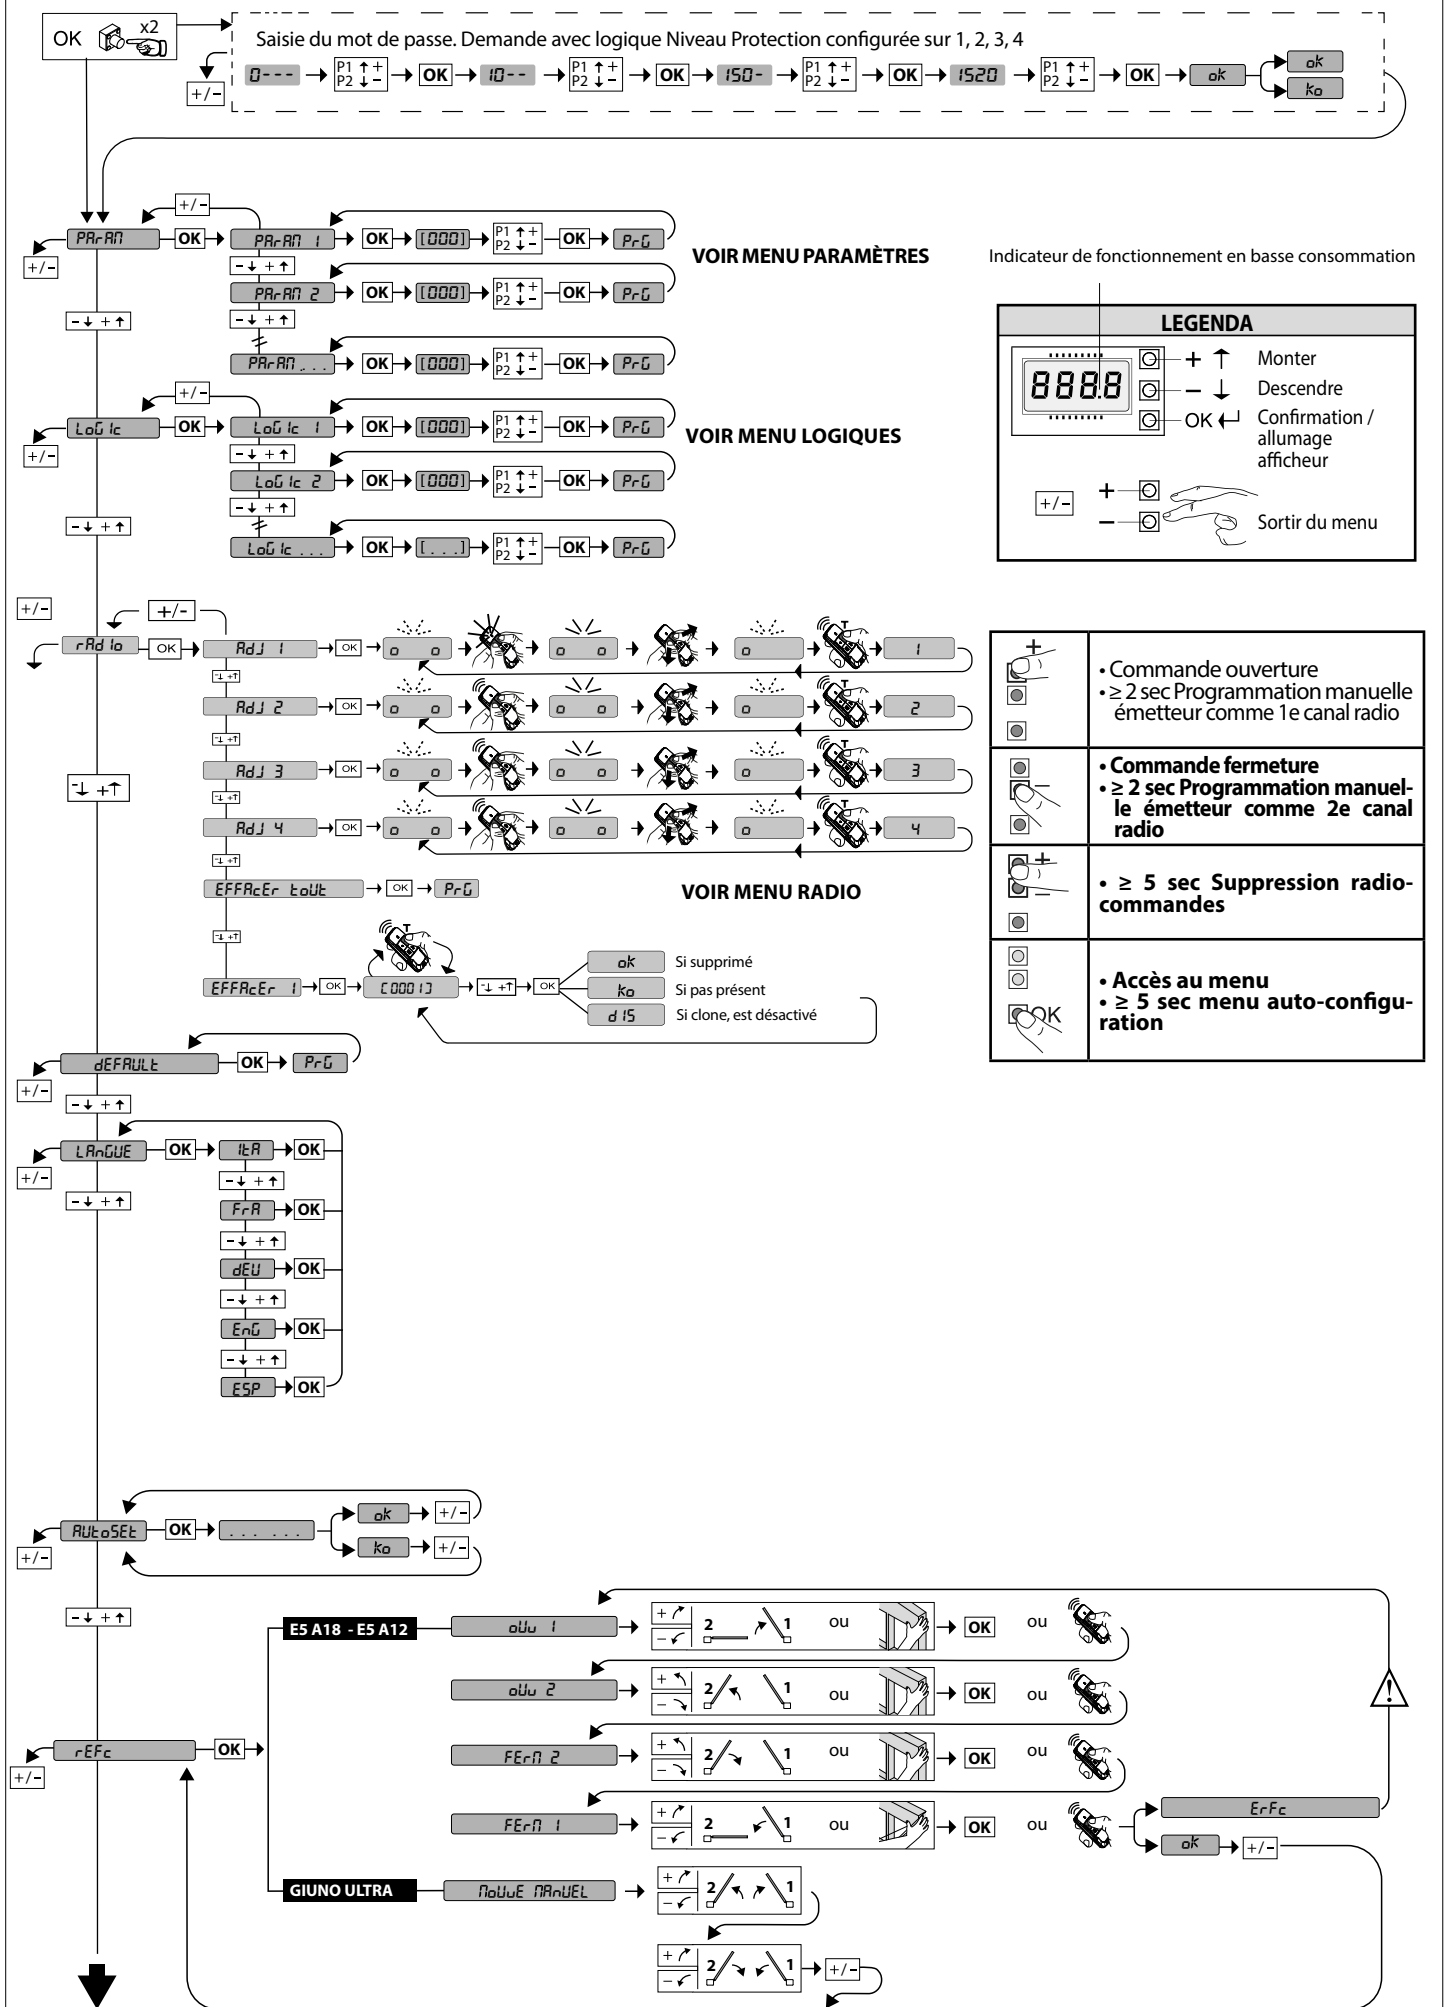 OK x2
Saisie du mot de passe. Demande avec logique Niveau Protection configurée sur 1, 2, 3, 4
0--- P1 ↑ + P2 ↓ − OK 10-- P1 ↑ + P2 ↓ − OK 150- P1 ↑ + P2 ↓ − OK 1520 P1 ↑ + P2 ↓ − OK ok ok
ko
+/-
+/-
PArAM OK PArAM 1 OK [000] P1 ↑ + P2 ↓ − OK PrG
VOIR MENU PARAMÈTRES
+/-
- ↓ + ↑
PArAM 2 OK [000] P1 ↑ + P2 ↓ − OK PrG
- ↓ + ↑
- ↓ + ↑
PArAM ... OK [000] P1 ↑ + P2 ↓ − OK PrG
+/-
LoGIc OK LoGIc 1 OK [000] P1 ↑ + P2 ↓ − OK PrG
VOIR MENU LOGIQUES
+/-
- ↓ + ↑
LoGIc 2 OK [000] P1 ↑ + P2 ↓ − OK PrG
- ↓ + ↑
- ↓ + ↑
LoGIc ... OK [...] P1 ↑ + P2 ↓ − OK PrG
Indicateur de fonctionnement en basse consommation
LEGENDA
888.8
+ ↑ Monter
− ↓ Descendre
OK ↵ Confirmation /
allumage
afficheur
+/- + −
Sortir du menu
+/-
+/-
rAdIo OK AdJ 1 OK o o o o o T 1
-↓ +↑
AdJ 2 OK o o o o o T 2
-↓ +↑
AdJ 3 OK o o o o o T 3
-↓ +↑
-↓ +↑
AdJ 4 OK o o o o o T 4
-↓ +↑
EFFAcEr toUt OK PrG
VOIR MENU RADIO
-↓ +↑
T
EFFAcEr 1 OK [0001] -↓ +↑ OK
ok Si supprimé
ko Si pas présent
dIS Si clone, est désactivé
+
• Commande ouverture
• ≥ 2 sec Programmation manuelle
émetteur comme 1e canal radio
−
• Commande fermeture
• ≥ 2 sec Programmation manuel-
le émetteur comme 2e canal
radio
+
−
• ≥ 5 sec Suppression radio-
commandes
OK
• Accès au menu
• ≥ 5 sec menu auto-configu-
ration
dEFAULt OK PrG
+/-
- ↓ + ↑
LAnGUE OK ItA OK
+/-
- ↓ + ↑
- ↓ + ↑
FrA OK
- ↓ + ↑
dEU OK
- ↓ + ↑
EnG OK
- ↓ + ↑
ESP OK
AUtoSEt OK ... ...
ok +/-
ko +/-
+/-
- ↓ + ↑
rEFc OK
+/-
E5 A18 - E5 A12 oUv 1 + − 2 1 ou OK ou
oUv 2 + − 2 1 ou OK ou
FErM 2 + − 2 1 ou OK ou
FErM 1 + − 2 1 ou OK ou
ErFc
!
ok +/-
GIUNO ULTRA MoUvE MAnUEL + − 2 1
+ − 2 1 +/-